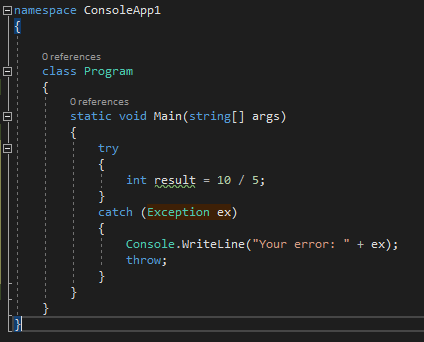 namespace ConsoleApp1
{
0 references
class Program
{
0 references
static void Main(string[] args)
{
try
{
int result = 10 / 5;
}
catch (Exception ex)
{
Console.WriteLine("Your error: " + ex);
throw;
}
}
}
}